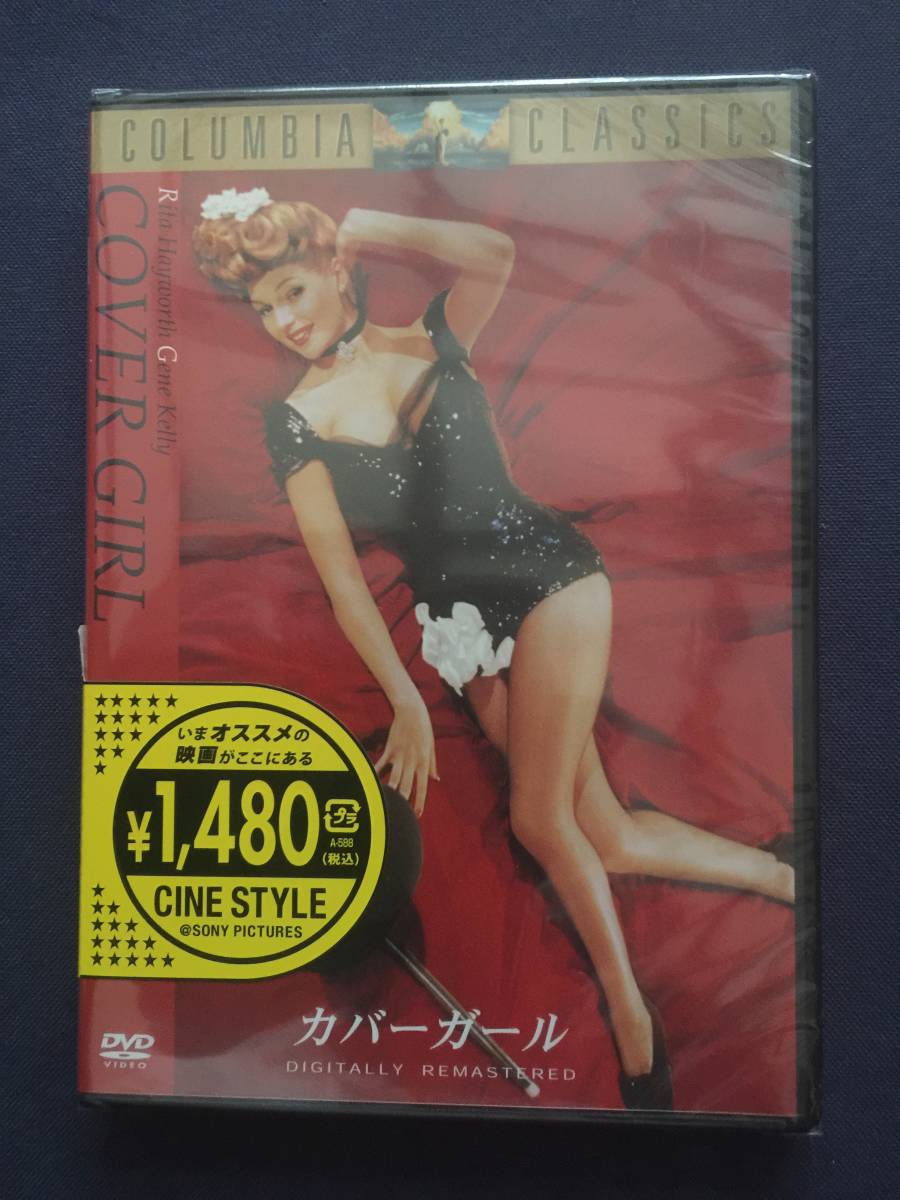 COLUMBIA CLASSICS
Rita Hayworth Gene Kelly
COVER GIRL
いまオススメの
映画がここにある
¥1,480
プラ
A-588
(税込)
CINE STYLE
@SONY PICTURES
カバーガール
DIGITALLY REMASTERED
DVD
VIDEO